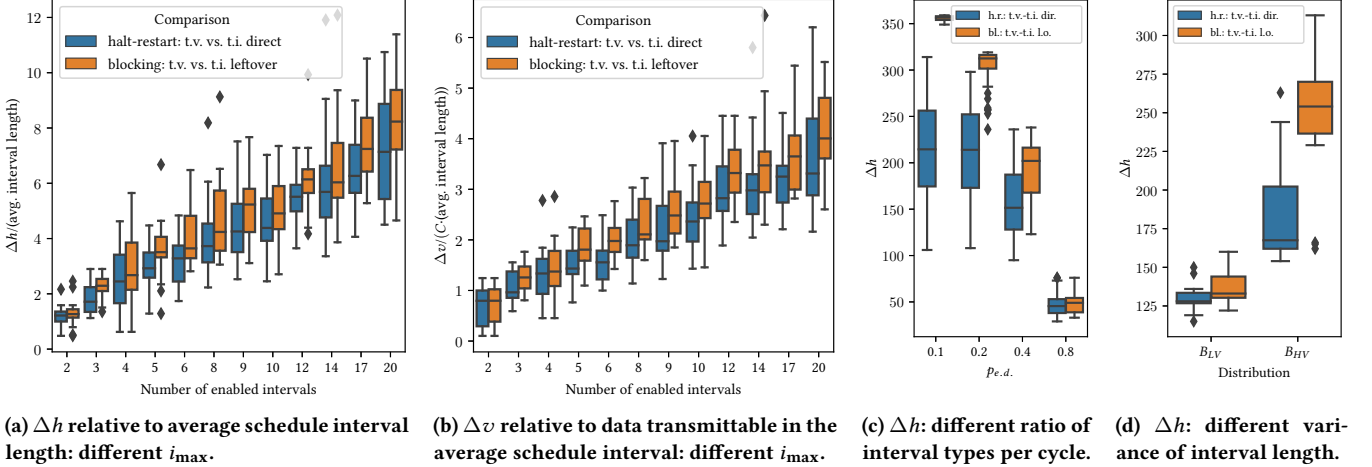 Comparison
halt-restart: t.v. vs. t.i. direct
blocking: t.v. vs. t.i. leftover
Δh/(avg. interval length)
12
10
8
6
4
2
0
2 3 4 5 6 8 9 10 12 14 17 20
Number of enabled intervals
(a) Δh relative to average schedule interval
length: different imax.
Comparison
halt-restart: t.v. vs. t.i. direct
blocking: t.v. vs. t.i. leftover
Δv/(C·(avg. interval length))
6
5
4
3
2
1
0
2 3 4 5 6 8 9 10 12 14 17 20
Number of enabled intervals
(b) Δv relative to data transmittable in the
average schedule interval: different imax.
h.r.: t.v.-t.i. dir.
bl.: t.v.-t.i. l.o.
Δh
350
300
250
200
150
100
50
0.1 0.2 0.4 0.8
pe.d.
(c) Δh: different ratio of
interval types per cycle.
h.r.: t.v.-t.i. dir.
bl.: t.v.-t.i. l.o.
Δh
300
275
250
225
200
175
150
125
BLV BHV
Distribution
(d) Δh: different vari-
ance of interval length.